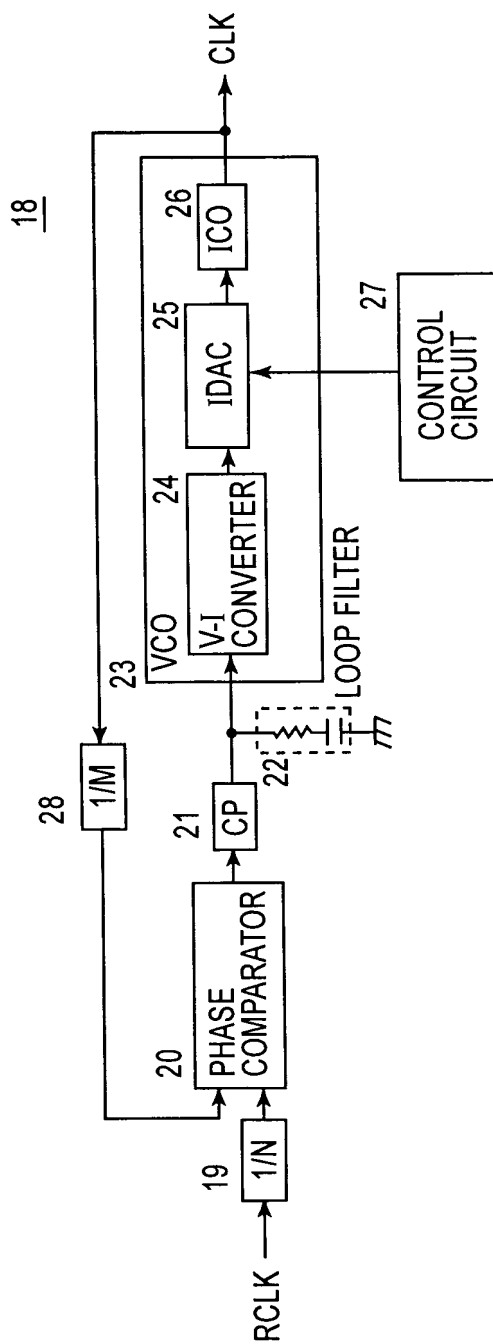 18
RCLK
19
1/N
20
PHASE
COMPARATOR
21
CP
22
LOOP FILTER
23
VCO
24
V-I
CONVERTER
25
IDAC
26
ICO
CLK
27
CONTROL
CIRCUIT
28
1/M